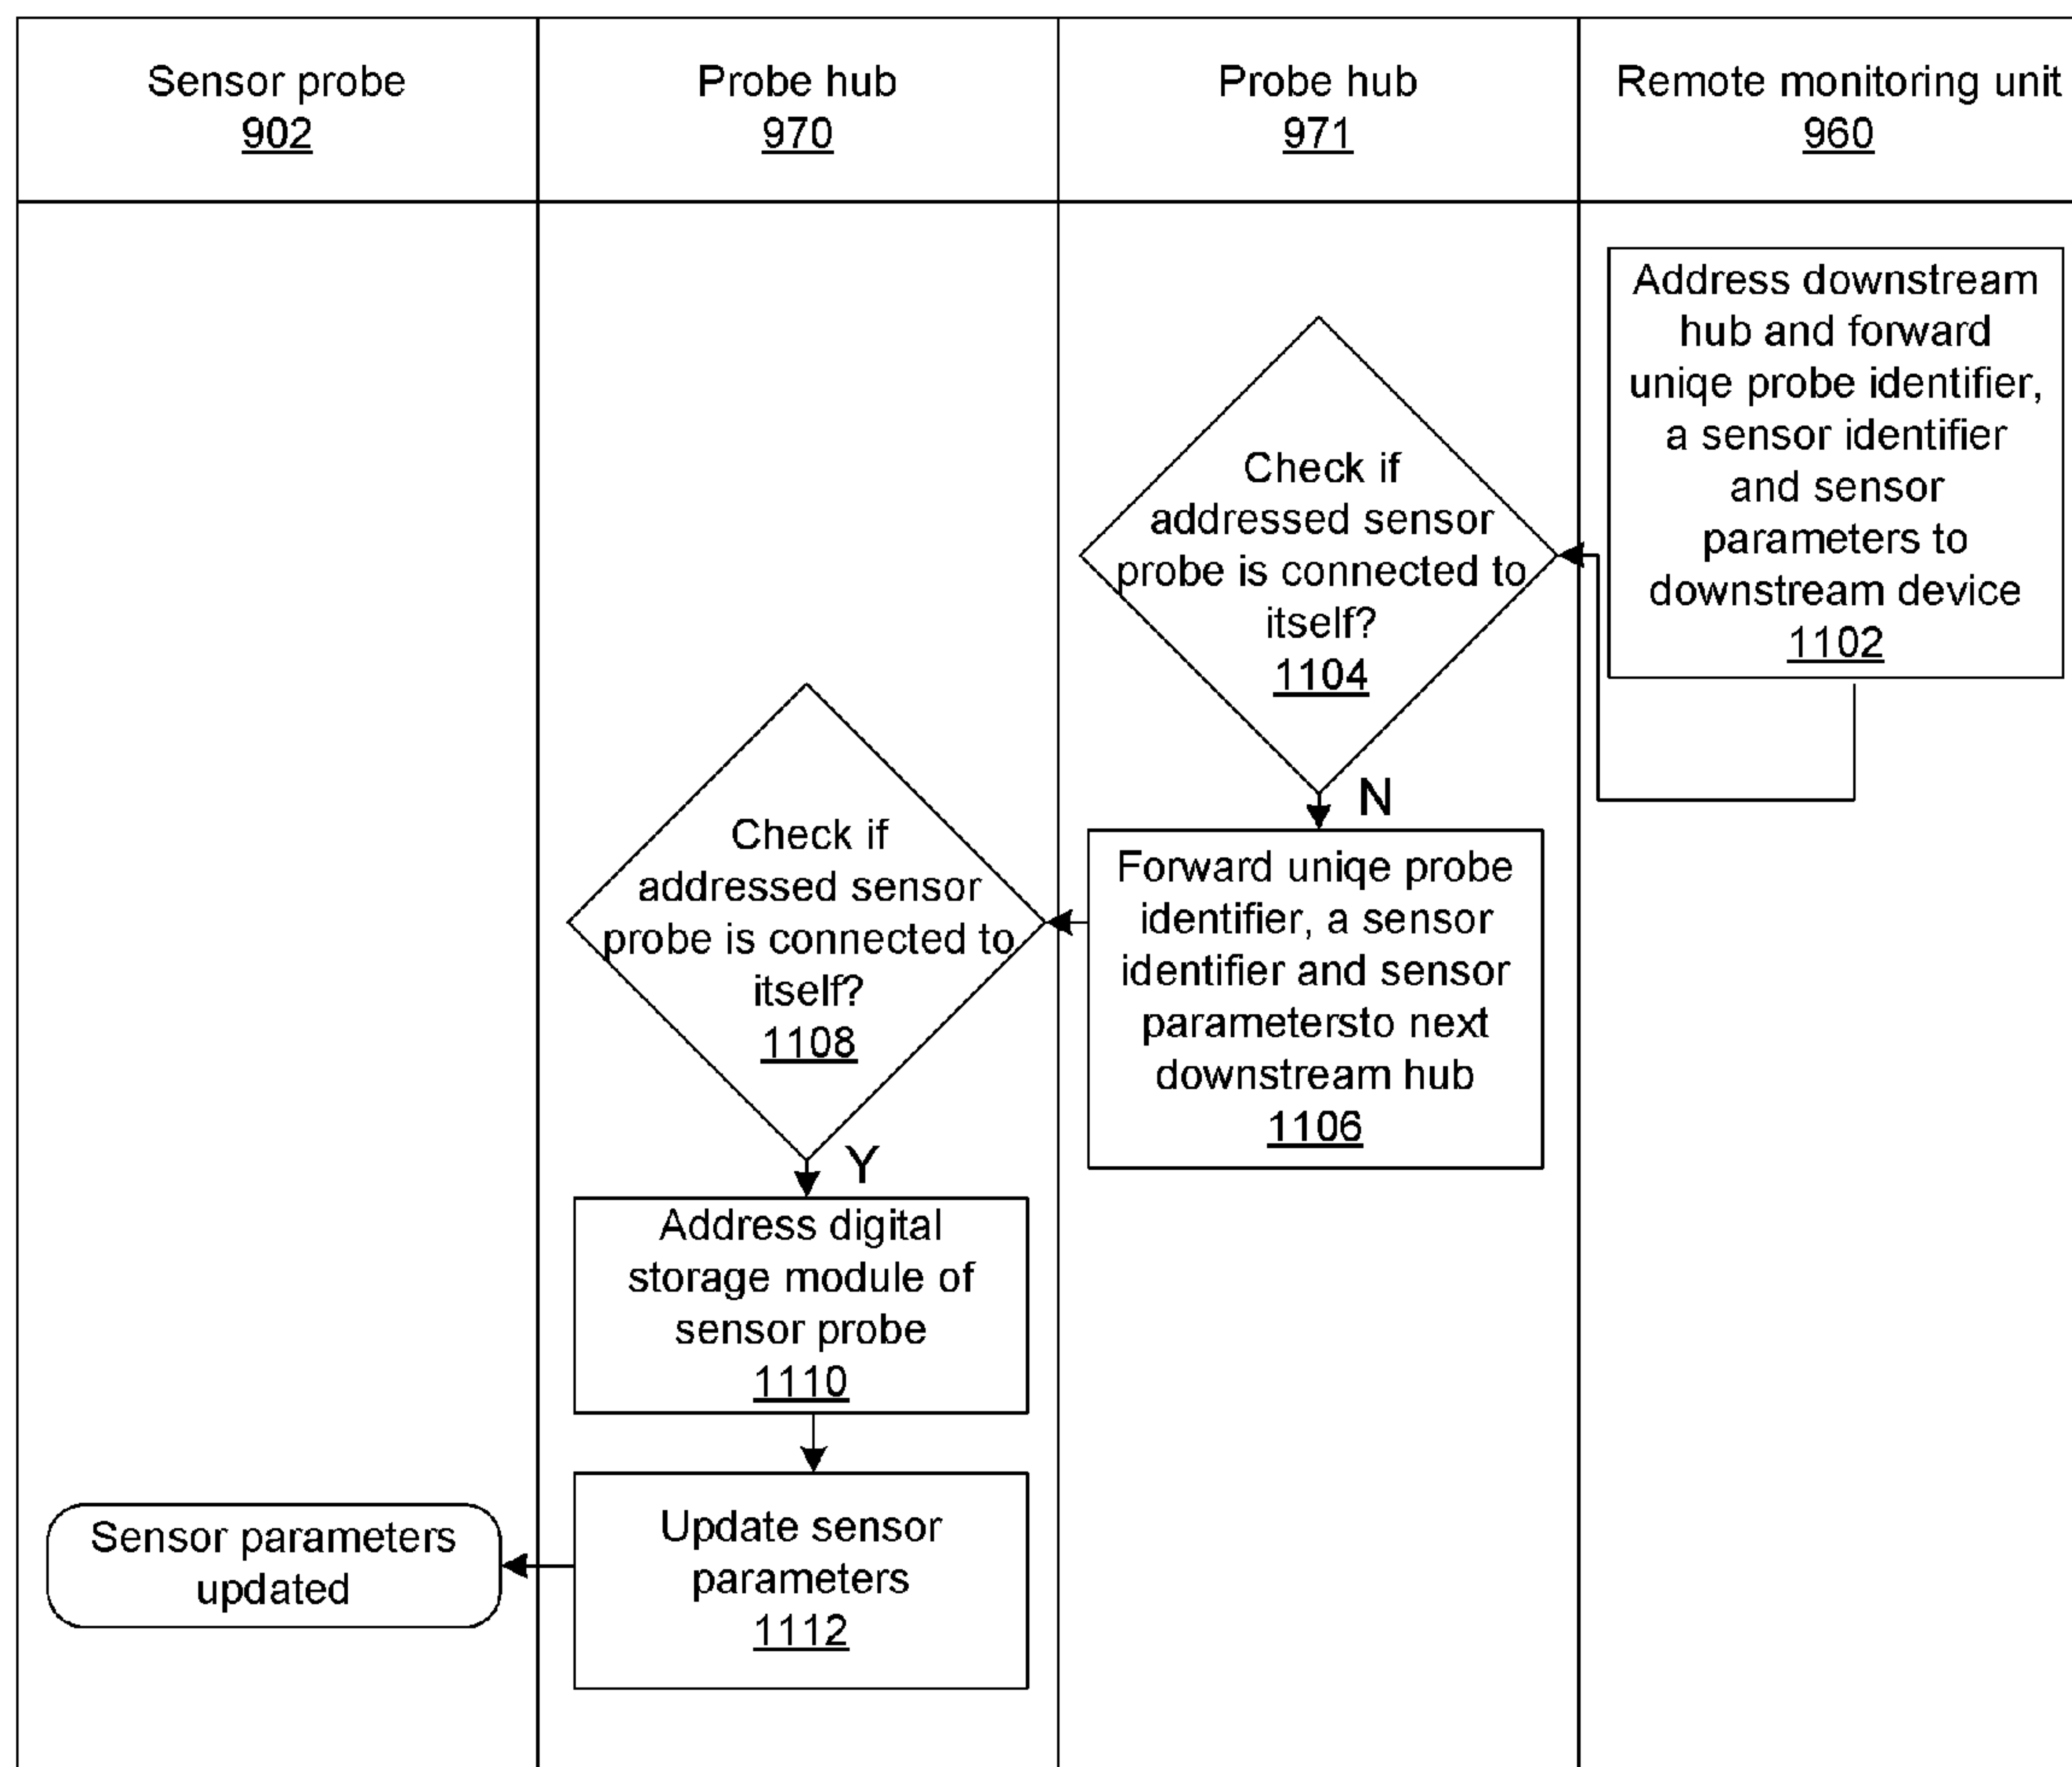 Sensor probe
902
Probe hub
970
Probe hub
971
Remote monitoring unit
960
Address downstream
hub and forward
uniqe probe identifier,
a sensor identifier
and sensor
parameters to
downstream device
1102
Check if
addressed sensor
probe is connected to
itself?
1104
N
Forward uniqe probe
identifier, a sensor
identifier and sensor
parametersto next
downstream hub
1106
Check if
addressed sensor
probe is connected to
itself?
1108
Y
Address digital
storage module of
sensor probe
1110
Update sensor
parameters
1112
Sensor parameters
updated